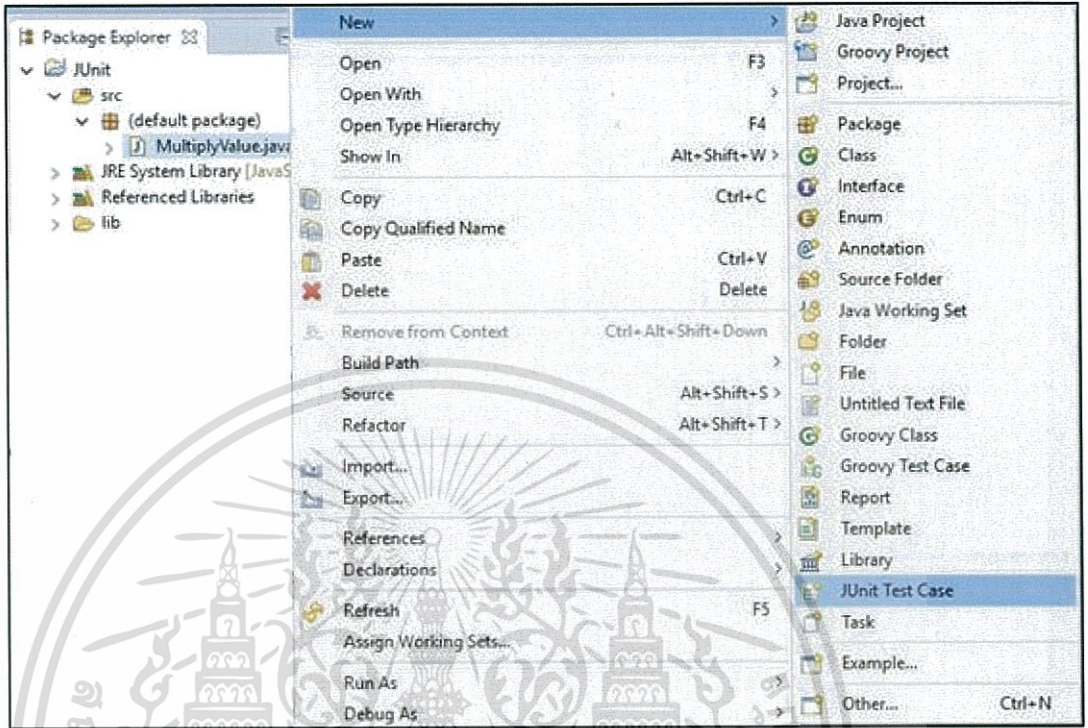 Package Explorer
JUnit
src
(default package)
MultiplyValue.java
JRE System Library [JavaS
Referenced Libraries
lib
New
Open F3
Open With
Open Type Hierarchy F4
Show In Alt+Shift+W >
Copy Ctrl+C
Copy Qualified Name
Paste Ctrl+V
Delete Delete
Remove from Context Ctrl+Alt+Shift+Down
Build Path
Source Alt+Shift+S >
Refactor Alt+Shift+T >
Import...
Export...
References
Declarations
Refresh F5
Assign Working Sets...
Run As
Debug As
Java Project
Groovy Project
Project...
Package
Class
Interface
Enum
Annotation
Source Folder
Java Working Set
Folder
File
Untitled Text File
Groovy Class
Groovy Test Case
Report
Template
Library
JUnit Test Case
Task
Example...
Other... Ctrl+N